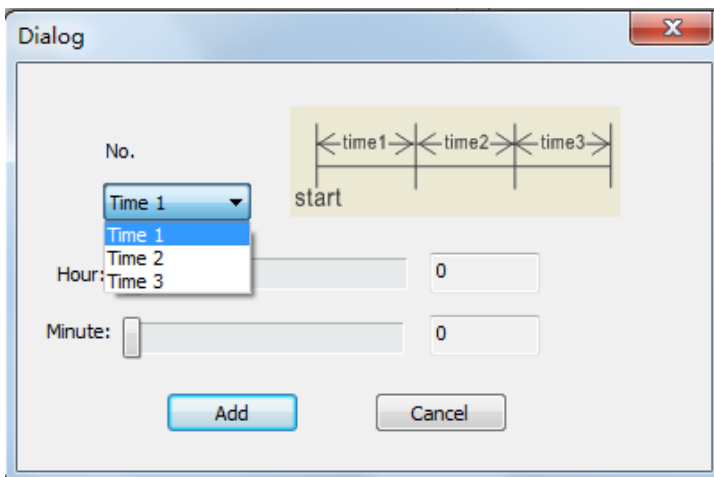 Dialog
x
time1 time2 time3
start
No.
Time 1
Time 1
Time 2
Time 3
Hour: 0
Minute: 0
Add Cancel